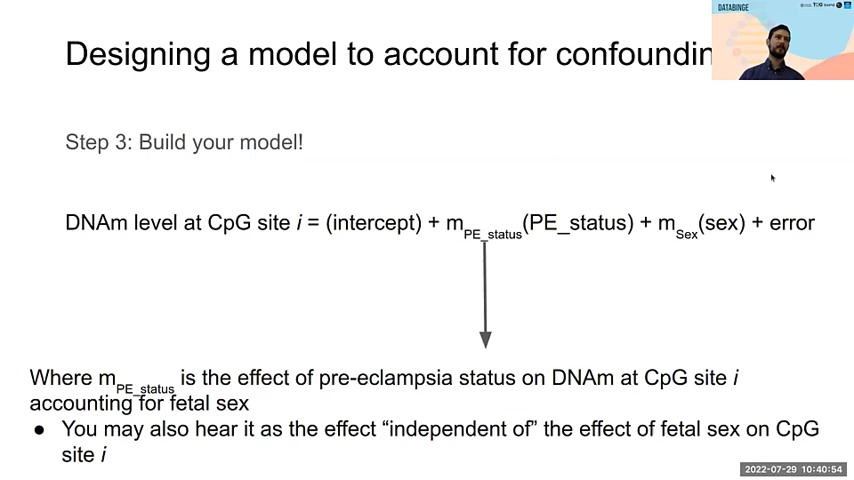 DATABINGE
Designing a model to account for confoundin
Step 3: Build your model!
DNAm level at CpG site i = (intercept) + mPE_status(PE_status) + mSex(sex) + error
Where mPE_status is the effect of pre-eclampsia status on DNAm at CpG site i
accounting for fetal sex
● You may also hear it as the effect “independent of” the effect of fetal sex on CpG
site i
2022-07-29 10:40:54